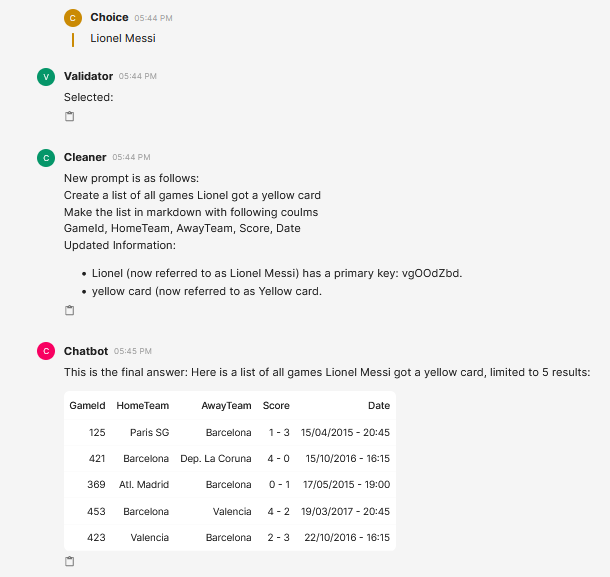 C Choice 05:44 PM
Lionel Messi
V Validator 05:44 PM
Selected:
C Cleaner 05:44 PM
New prompt is as follows:
Create a list of all games Lionel got a yellow card
Make the list in markdown with following coulms
GameId, HomeTeam, AwayTeam, Score, Date
Updated Information:
• Lionel (now referred to as Lionel Messi) has a primary key: vgOOdZbd.
• yellow card (now referred to as Yellow card.
C Chatbot 05:45 PM
This is the final answer: Here is a list of all games Lionel Messi got a yellow card, limited to 5 results:
GameId HomeTeam AwayTeam Score Date
125 Paris SG Barcelona 1 - 3 15/04/2015 - 20:45
421 Barcelona Dep. La Coruna 4 - 0 15/10/2016 - 16:15
369 Atl. Madrid Barcelona 0 - 1 17/05/2015 - 19:00
453 Barcelona Valencia 4 - 2 19/03/2017 - 20:45
423 Valencia Barcelona 2 - 3 22/10/2016 - 16:15